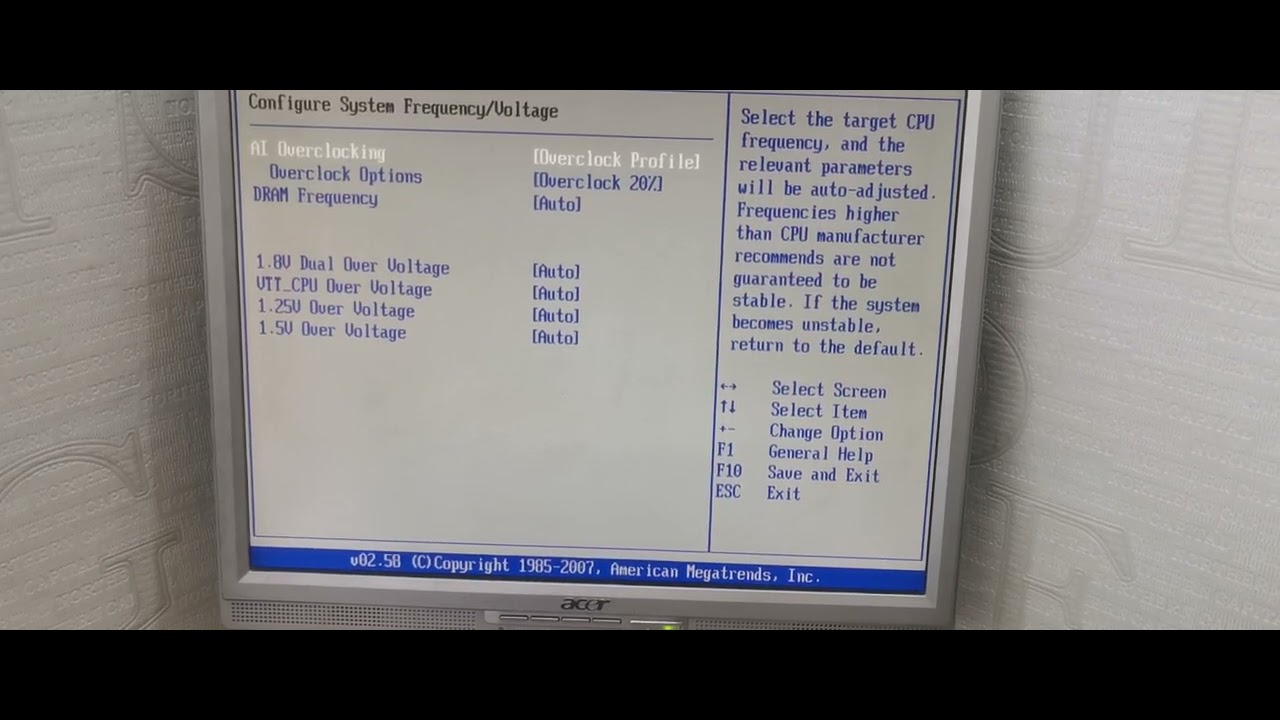 Configure System Frequency/Voltage
AI Overclocking [Overclock Profile]
Overclock Options [Overclock 20%]
DRAM Frequency [Auto]
1.8V Dual Over Voltage [Auto]
VTT_CPU Over Voltage [Auto]
1.25V Over Voltage [Auto]
1.5V Over Voltage [Auto]
Select the target CPU
frequency, and the
relevant parameters
will be auto-adjusted.
Frequencies higher
than CPU manufacturer
recommends are not
guaranteed to be
stable. If the system
becomes unstable,
return to the default.
↔ Select Screen
↑↓ Select Item
+- Change Option
F1 General Help
F10 Save and Exit
ESC Exit
v02.58 (C)Copyright 1985-2007, American Megatrends, Inc.
acer